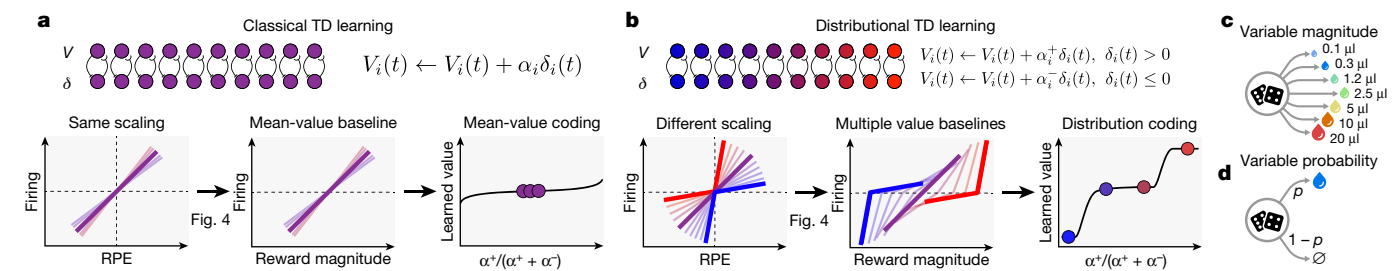 a
Classical TD learning
V
δ
V_i(t) ← V_i(t) + α_iδ_i(t)
Same scaling
Firing
RPE
Fig. 4
Mean-value baseline
Firing
Reward magnitude
Mean-value coding
Learned value
α⁺/(α⁺ + α⁻)
b
Distributional TD learning
V
δ
V_i(t) ← V_i(t) + α_i^+δ_i(t), δ_i(t) > 0
V_i(t) ← V_i(t) + α_i^-δ_i(t), δ_i(t) ≤ 0
Different scaling
Firing
RPE
Fig. 4
Multiple value baselines
Firing
Reward magnitude
Distribution coding
Learned value
α⁺/(α⁺ + α⁻)
c
Variable magnitude
0.1 µl
0.3 µl
1.2 µl
2.5 µl
5 µl
10 µl
20 µl
d
Variable probability
p
1 − p
∅